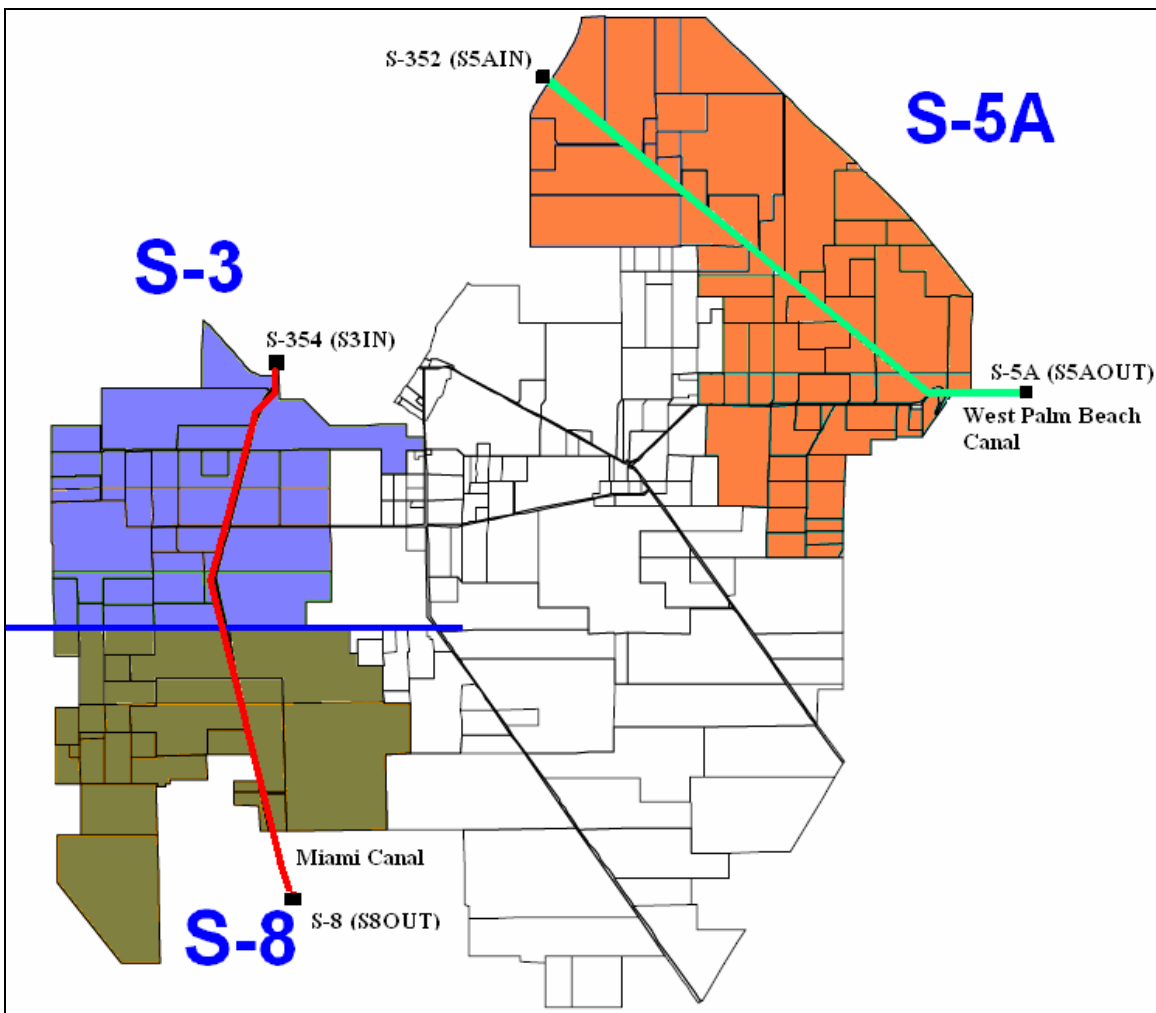 S-352 (S5AIN)
S-5A
S-3
S-354 (S3IN)
S-5A (S5AOUT)
West Palm Beach
Canal
Miami Canal
S-8 (S8OUT)
S-8